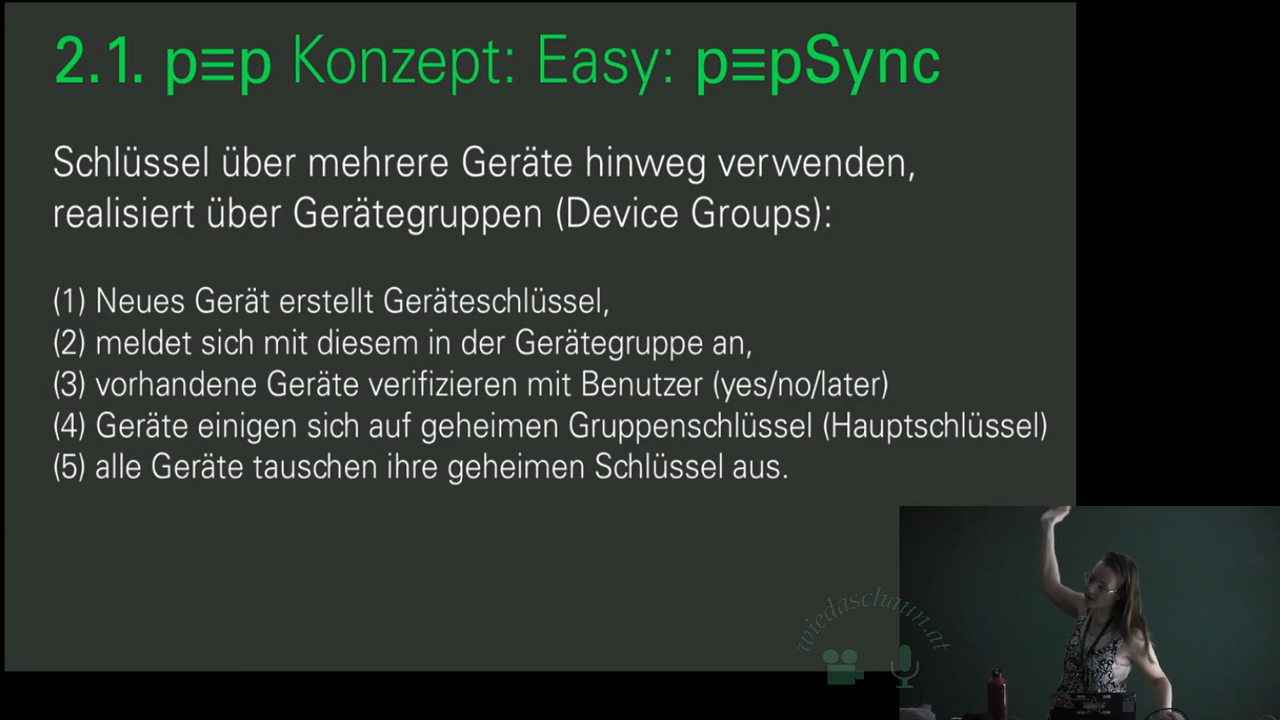 2.1. p≡p Konzept: Easy: p≡pSync
Schlüssel über mehrere Geräte hinweg verwenden,
realisiert über Gerätegruppen (Device Groups):
(1) Neues Gerät erstellt Geräteschlüssel,
(2) meldet sich mit diesem in der Gerätegruppe an,
(3) vorhandene Geräte verifizieren mit Benutzer (yes/no/later)
(4) Geräte einigen sich auf geheimen Gruppenschlüssel (Hauptschlüssel)
(5) alle Geräte tauschen ihre geheimen Schlüssel aus.
wiedaschaun.at